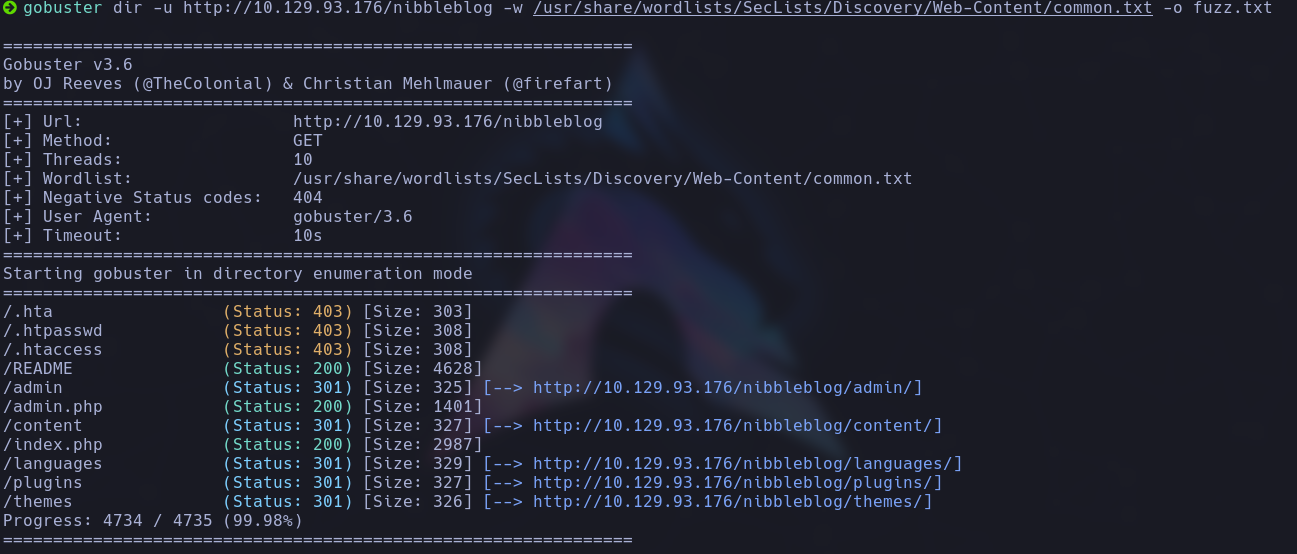 gobuster dir -u http://10.129.93.176/nibbleblog -w /usr/share/wordlists/SecLists/Discovery/Web-Content/common.txt -o fuzz.txt
===============================================================
Gobuster v3.6
by OJ Reeves (@TheColonial) & Christian Mehlmauer (@firefart)
===============================================================
[+] Url:                     http://10.129.93.176/nibbleblog
[+] Method:                  GET
[+] Threads:                 10
[+] Wordlist:                /usr/share/wordlists/SecLists/Discovery/Web-Content/common.txt
[+] Negative Status codes:   404
[+] User Agent:              gobuster/3.6
[+] Timeout:                 10s
===============================================================
Starting gobuster in directory enumeration mode
===============================================================
/.hta                 (Status: 403) [Size: 303]
/.htpasswd            (Status: 403) [Size: 308]
/.htaccess            (Status: 403) [Size: 308]
/README               (Status: 200) [Size: 4628]
/admin                (Status: 301) [Size: 325] [--> http://10.129.93.176/nibbleblog/admin/]
/admin.php            (Status: 200) [Size: 1401]
/content              (Status: 301) [Size: 327] [--> http://10.129.93.176/nibbleblog/content/]
/index.php            (Status: 200) [Size: 2987]
/languages            (Status: 301) [Size: 329] [--> http://10.129.93.176/nibbleblog/languages/]
/plugins              (Status: 301) [Size: 327] [--> http://10.129.93.176/nibbleblog/plugins/]
/themes               (Status: 301) [Size: 326] [--> http://10.129.93.176/nibbleblog/themes/]
Progress: 4734 / 4735 (99.98%)
===============================================================